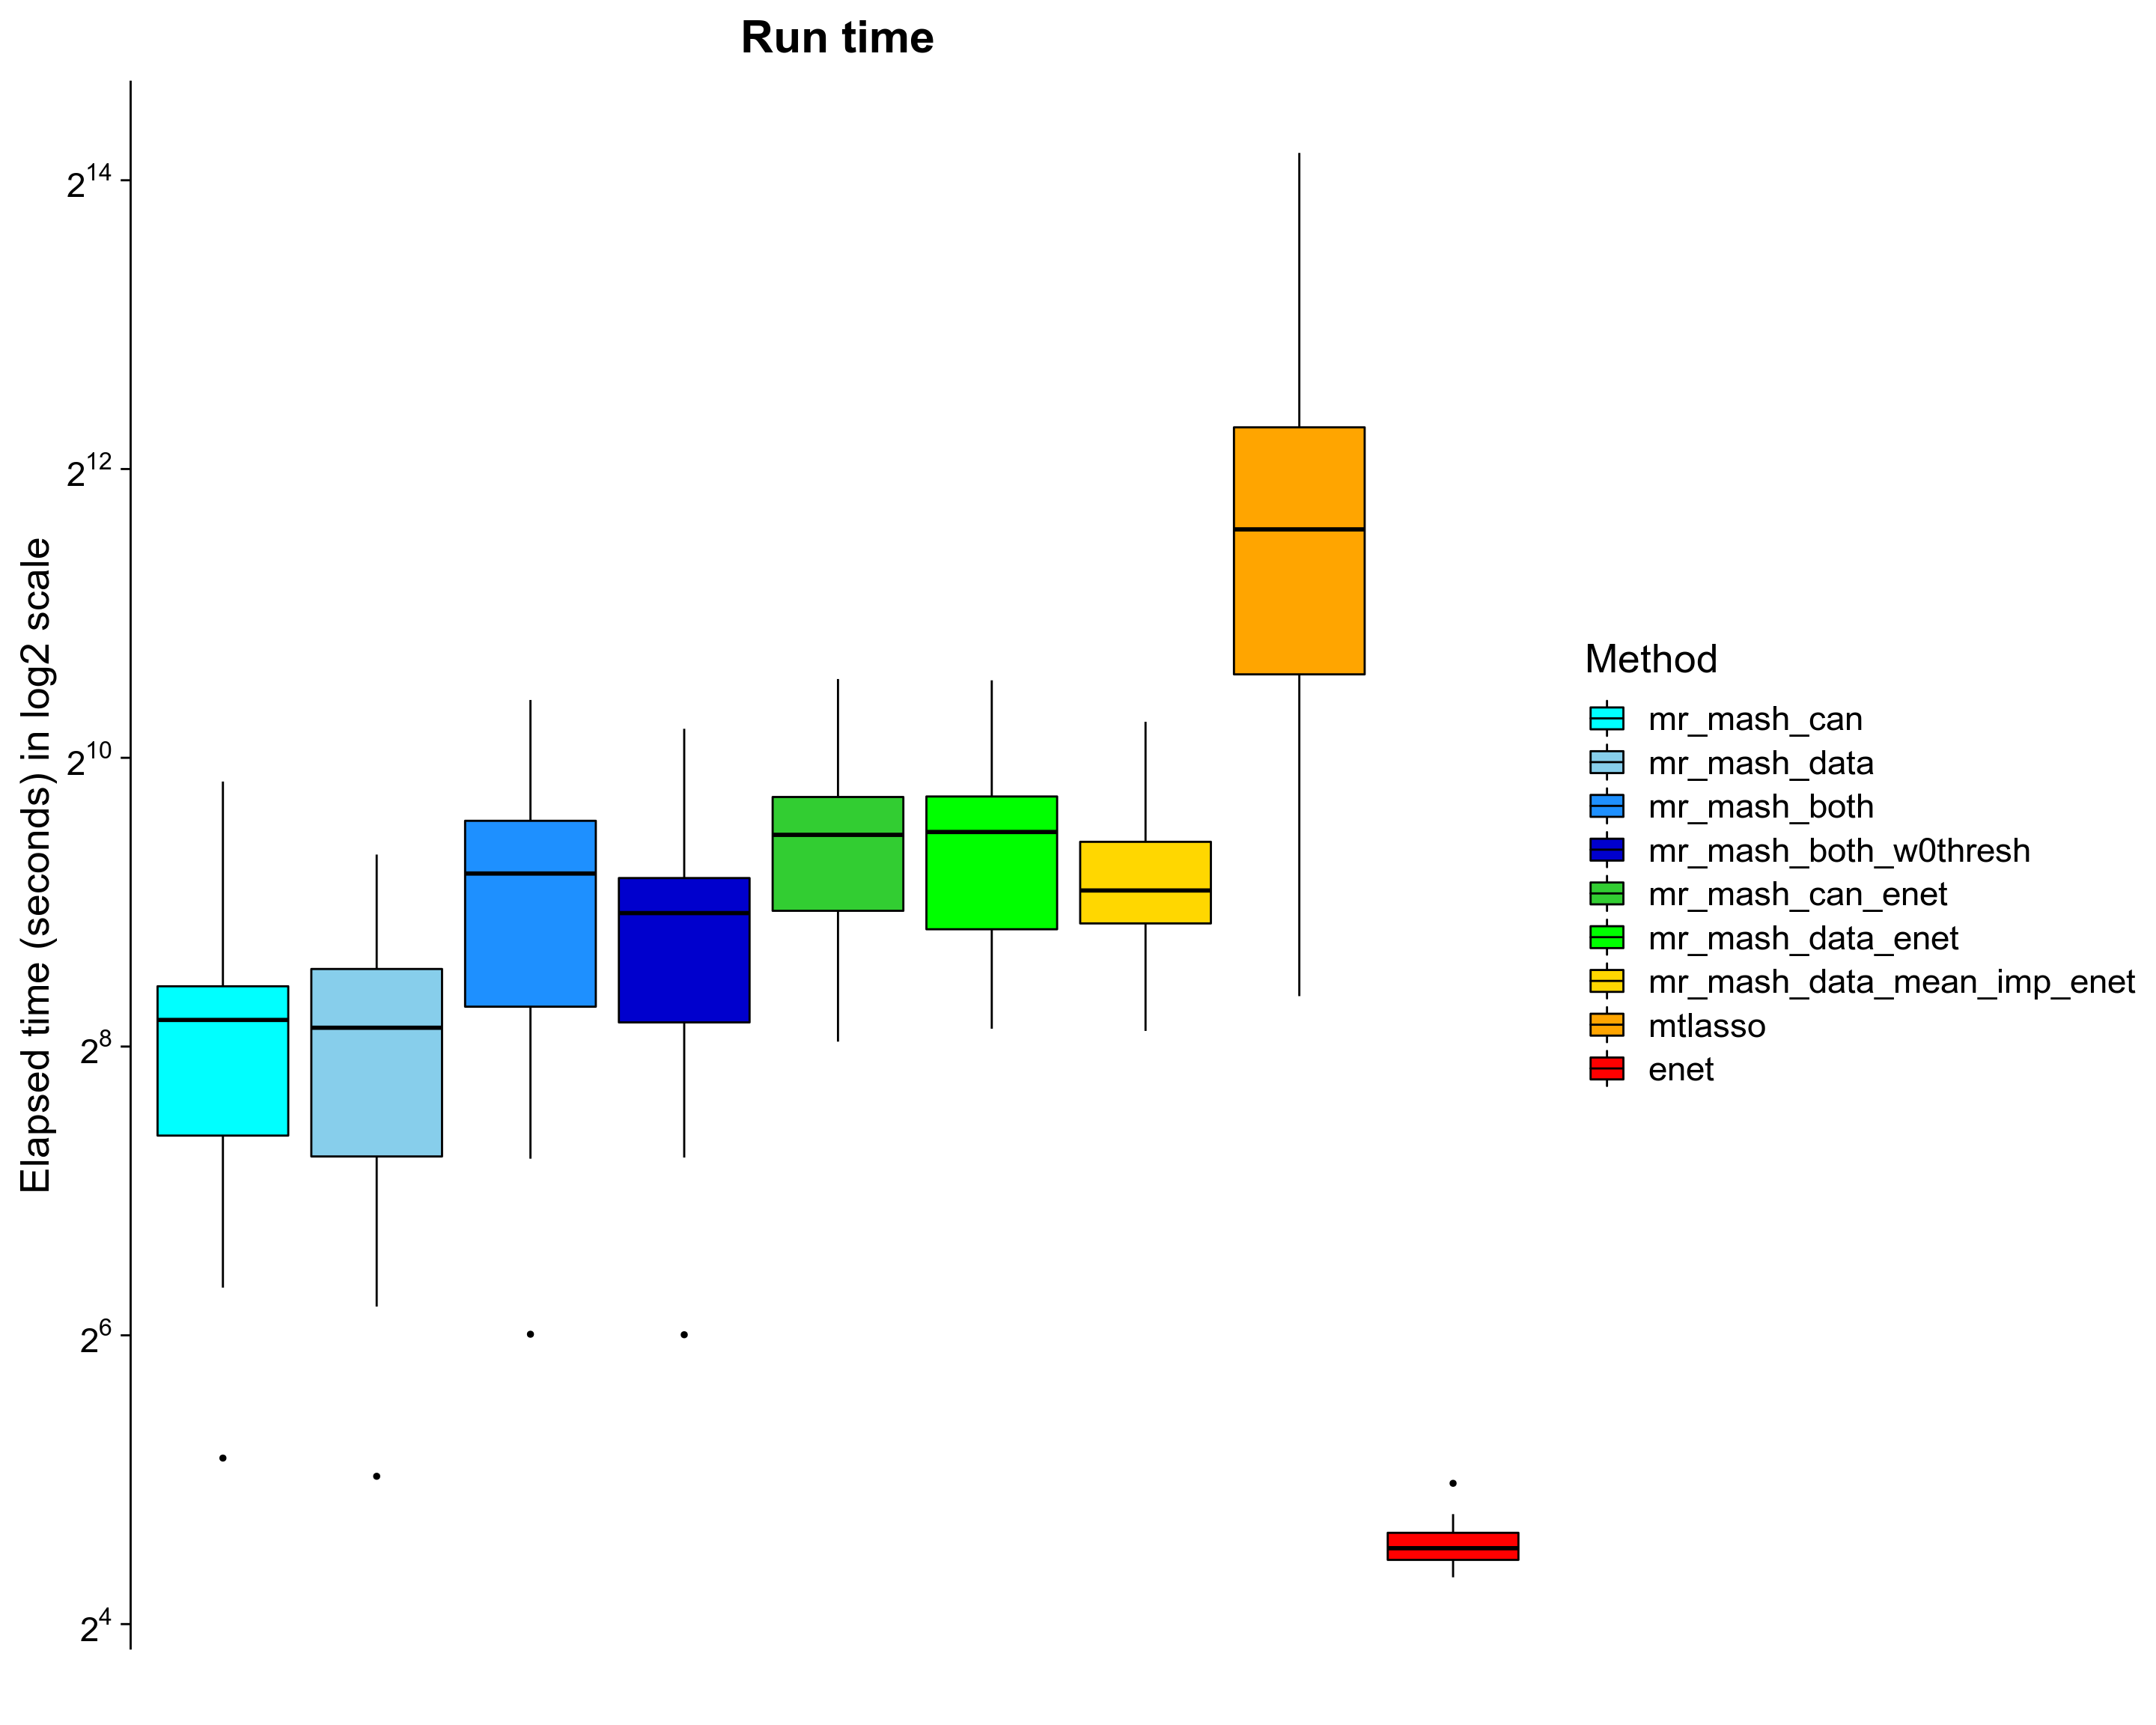 Run time
Elapsed time (seconds) in log2 scale
2^14
2^12
2^10
2^8
2^6
2^4
Method
mr_mash_can
mr_mash_data
mr_mash_both
mr_mash_both_w0thresh
mr_mash_can_enet
mr_mash_data_enet
mr_mash_data_mean_imp_enet
mtlasso
enet